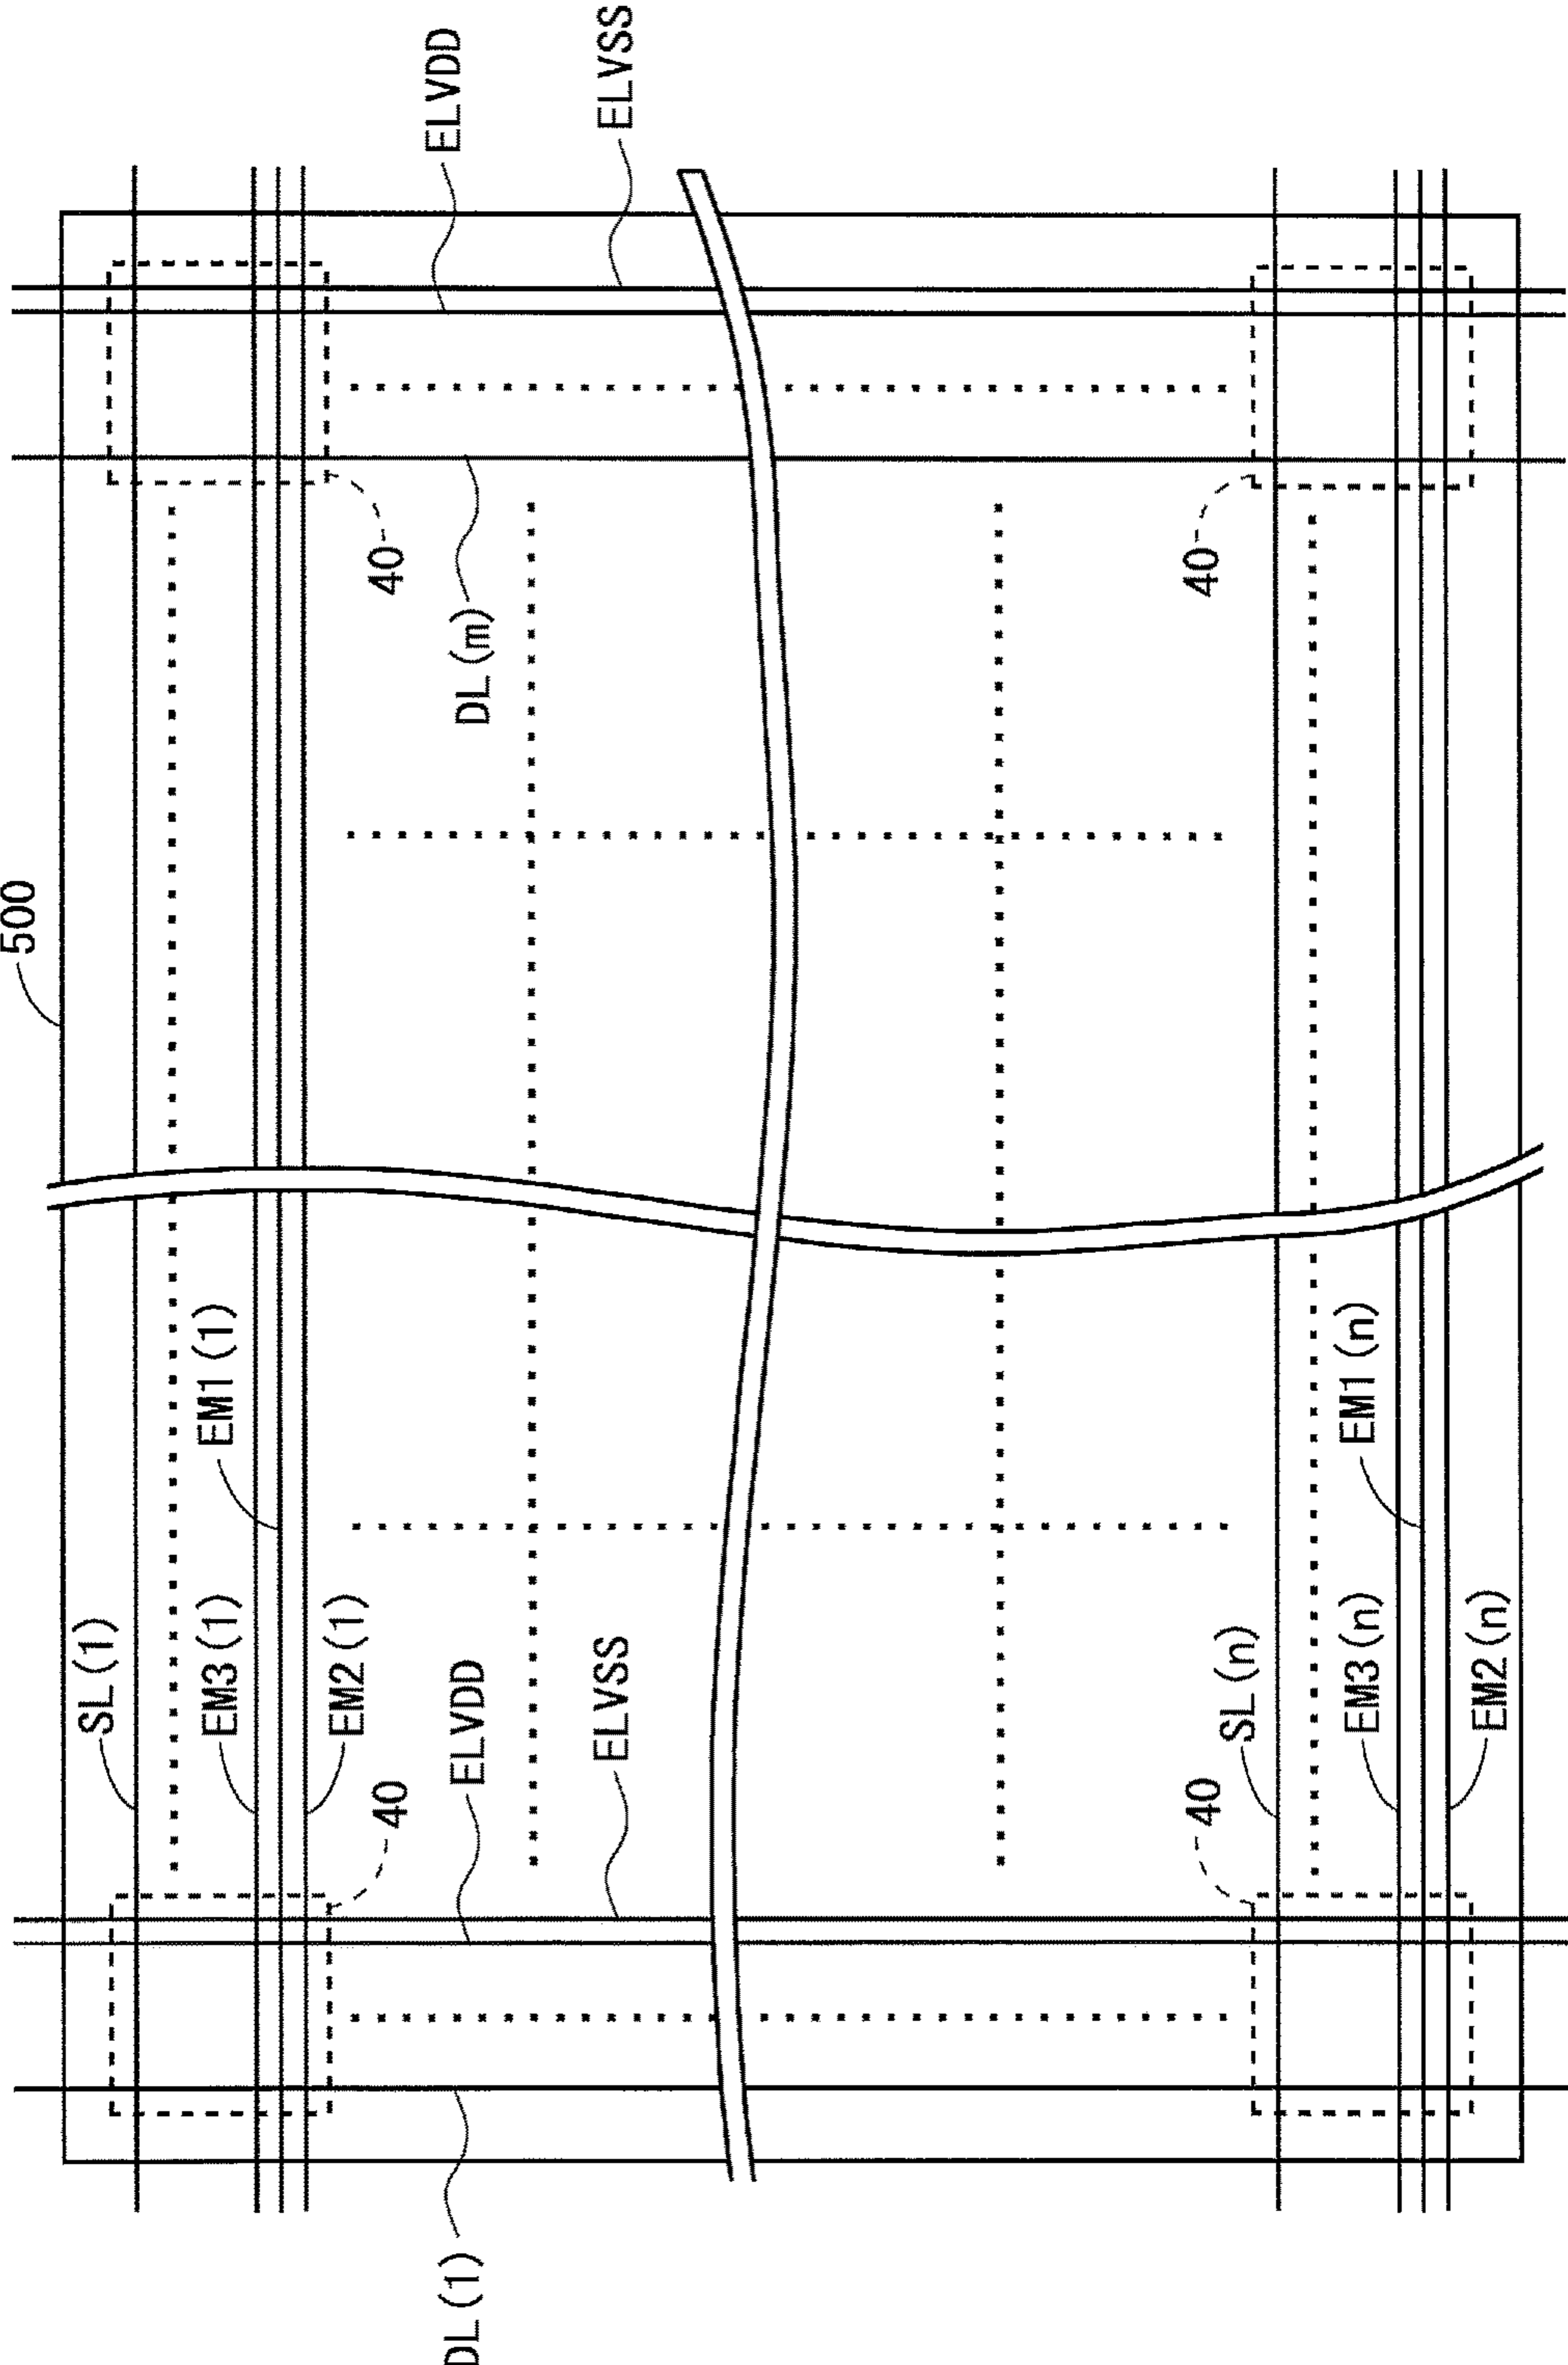 500
SL(1)
EM3(1)
EM1(1)
EM2(1)
40
40
DL(1)
ELVDD
DL(m)
ELVDD
ELVSS
ELVSS
40
40
SL(n)
EM3(n)
EM1(n)
EM2(n)